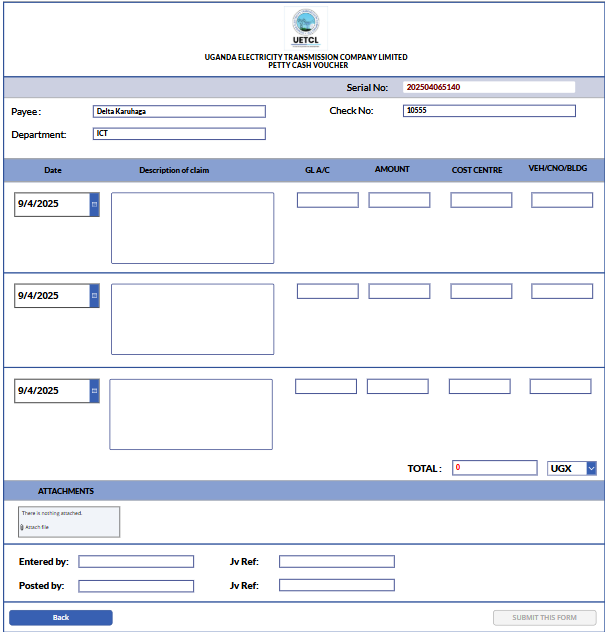 UETCL
UGANDA ELECTRICITY TRANSMISSION COMPANY LIMITED
PETTY CASH VOUCHER
Serial No: 202504065140
Payee : Delta Karuhaga Check No: 10555
Department: ICT
Date Description of claim GL A/C AMOUNT COST CENTRE VEH/CNO/BLDG
9/4/2025
9/4/2025
9/4/2025
TOTAL : 0 UGX
ATTACHMENTS
There is nothing attached.
Attach file
Entered by: Jv Ref:
Posted by: Jv Ref:
Back SUBMIT THIS FORM